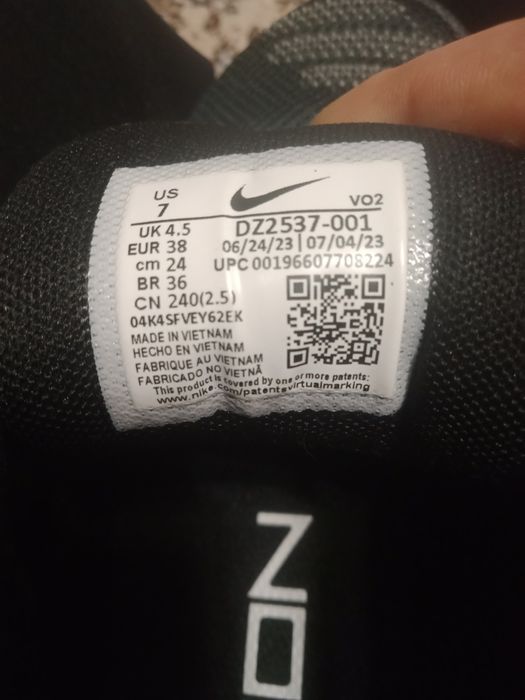 US
7
VO2
UK 4.5
DZ2537-001
EUR 38
06/24/23 | 07/04/23
cm 24
UPC 00196607708224
BR 36
CN 240(2.5)
04K4SFVEY62EK
MADE IN VIETNAM
HECHO EN VIETNAM
FABRIQUE AU VIETNAM
FABRICADO NO VIETNÃ
This product is covered by one or more patents:
www.nike.com/patentsvirtualmarking
ZO